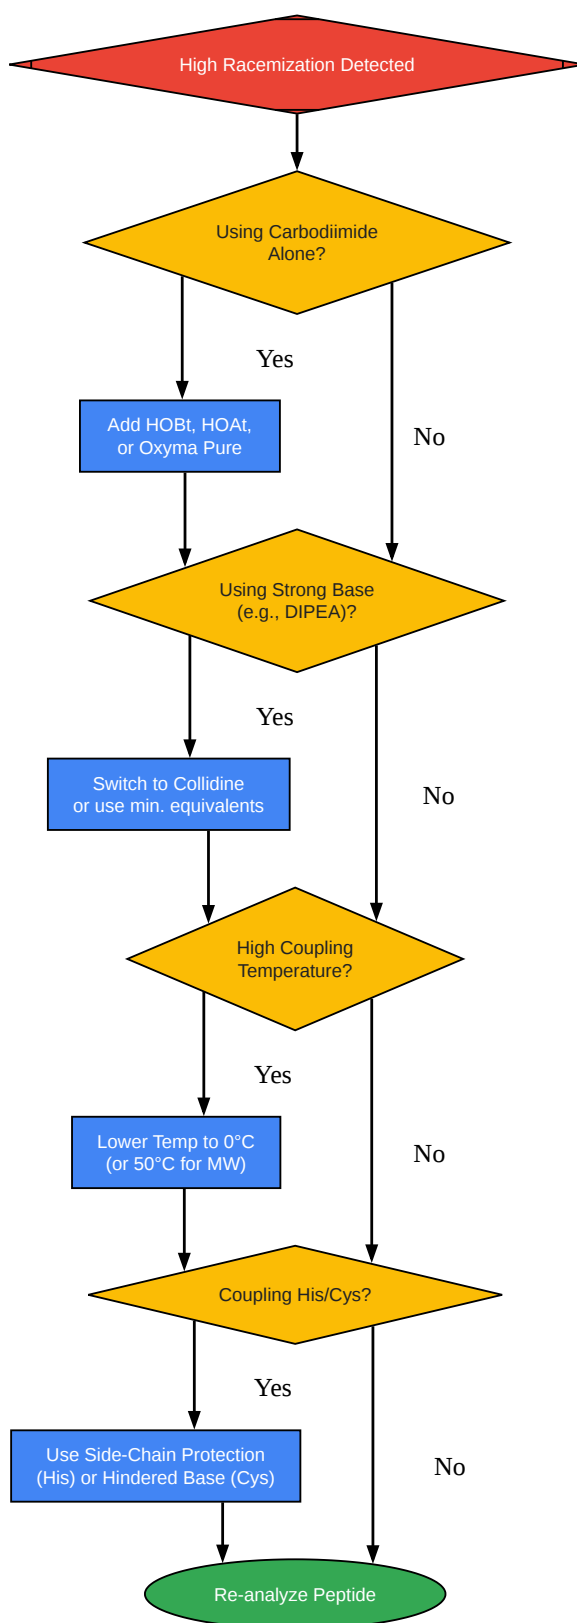 High Racemization Detected
Using Carbodiimide
Alone?
Yes
Add HOBt, HOAt,
or Oxyma Pure
No
Using Strong Base
(e.g., DIPEA)?
Yes
Switch to Collidine
or use min. equivalents
No
High Coupling
Temperature?
Yes
Lower Temp to 0°C
(or 50°C for MW)
No
Coupling His/Cys?
Yes
Use Side-Chain Protection
(His) or Hindered Base (Cys)
No
Re-analyze Peptide